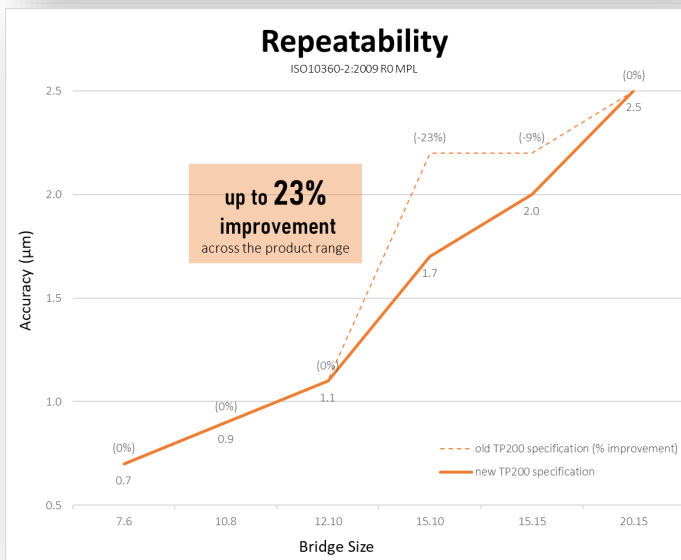 Repeatability
ISO10360-2:2009 R0 MPL
2.5
2.0
1.5
1.0
0.5
Accuracy (µm)
(0%)
2.5
(-23%)
(-9%)
up to 23%
improvement
across the product range
2.0
1.7
(0%)
1.1
(0%)
0.9
(0%)
0.7
old TP200 specification (% improvement)
new TP200 specification
7.6 10.8 12.10 15.10 15.15 20.15
Bridge Size